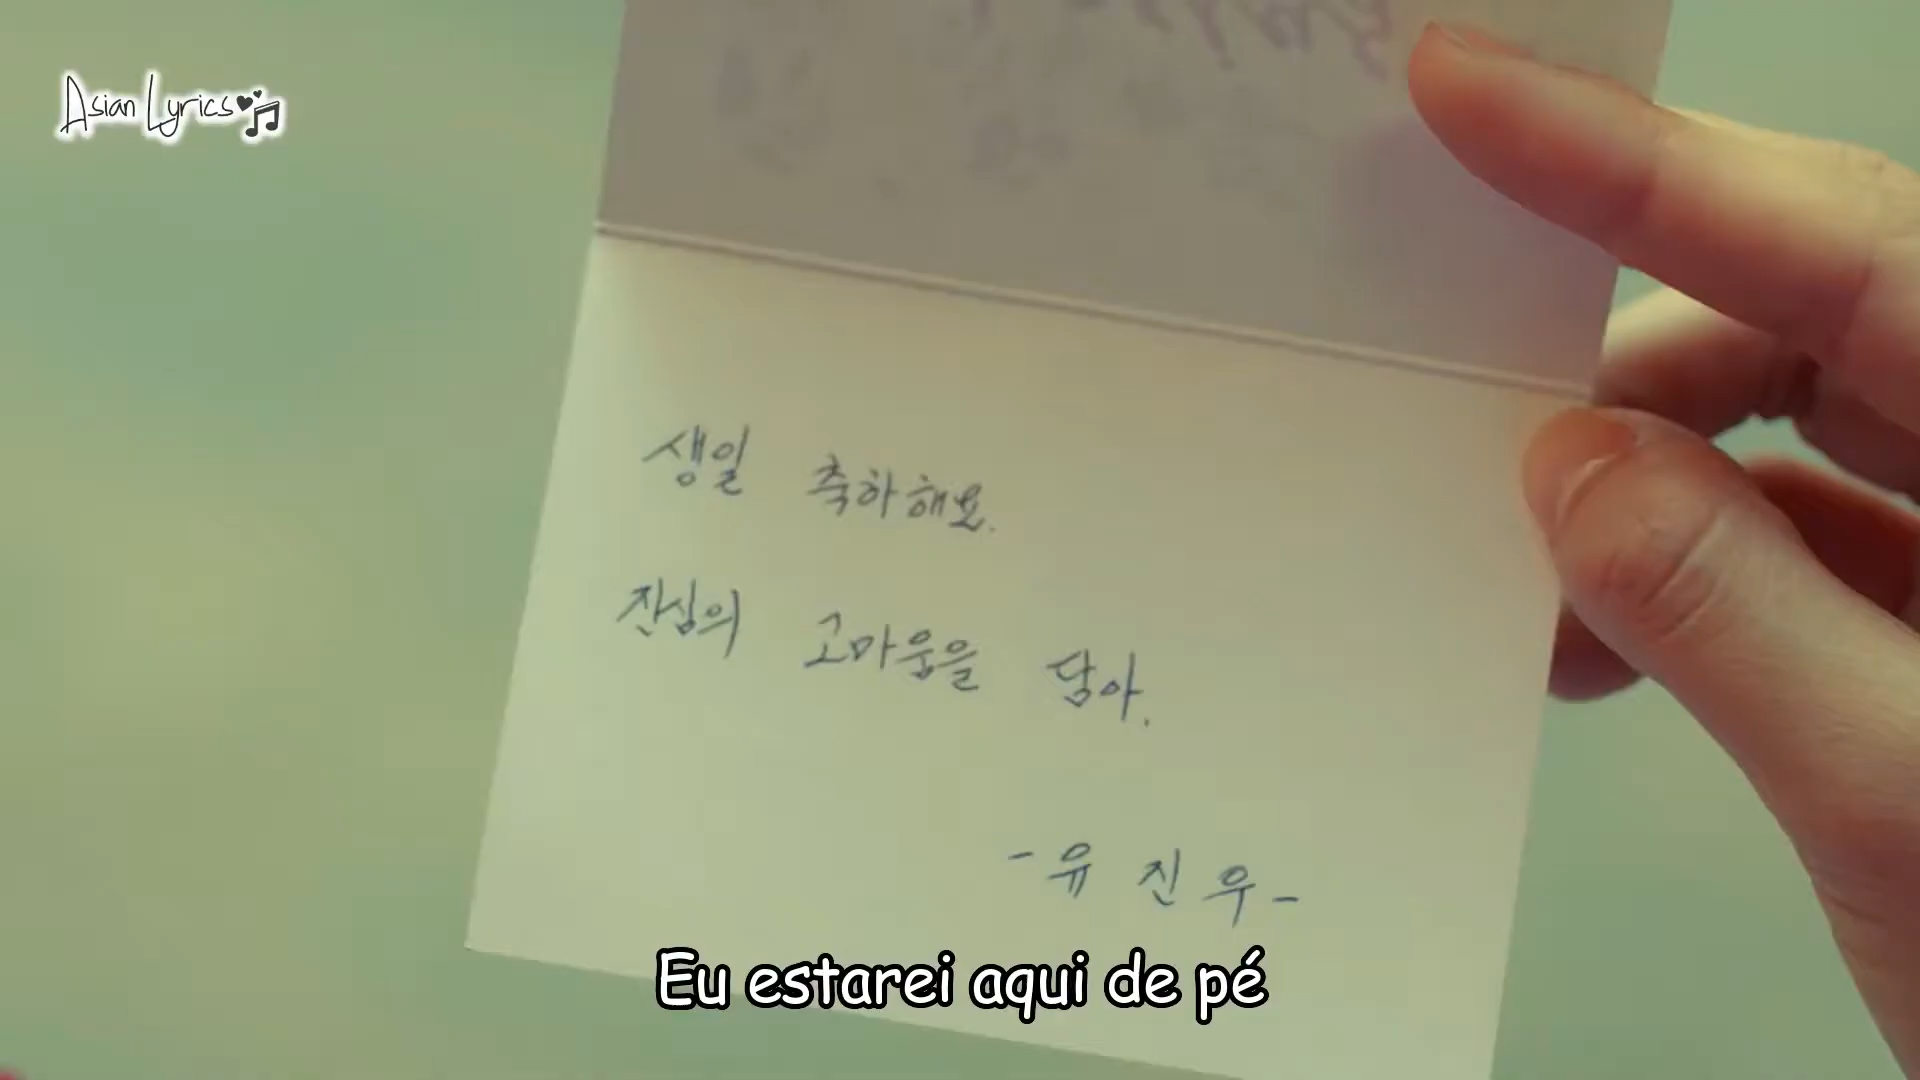 Asian Lyrics
생일 축하해요.
진심의 고마움을 담아.
- 유 진 우 -
Eu estarei aqui de pé